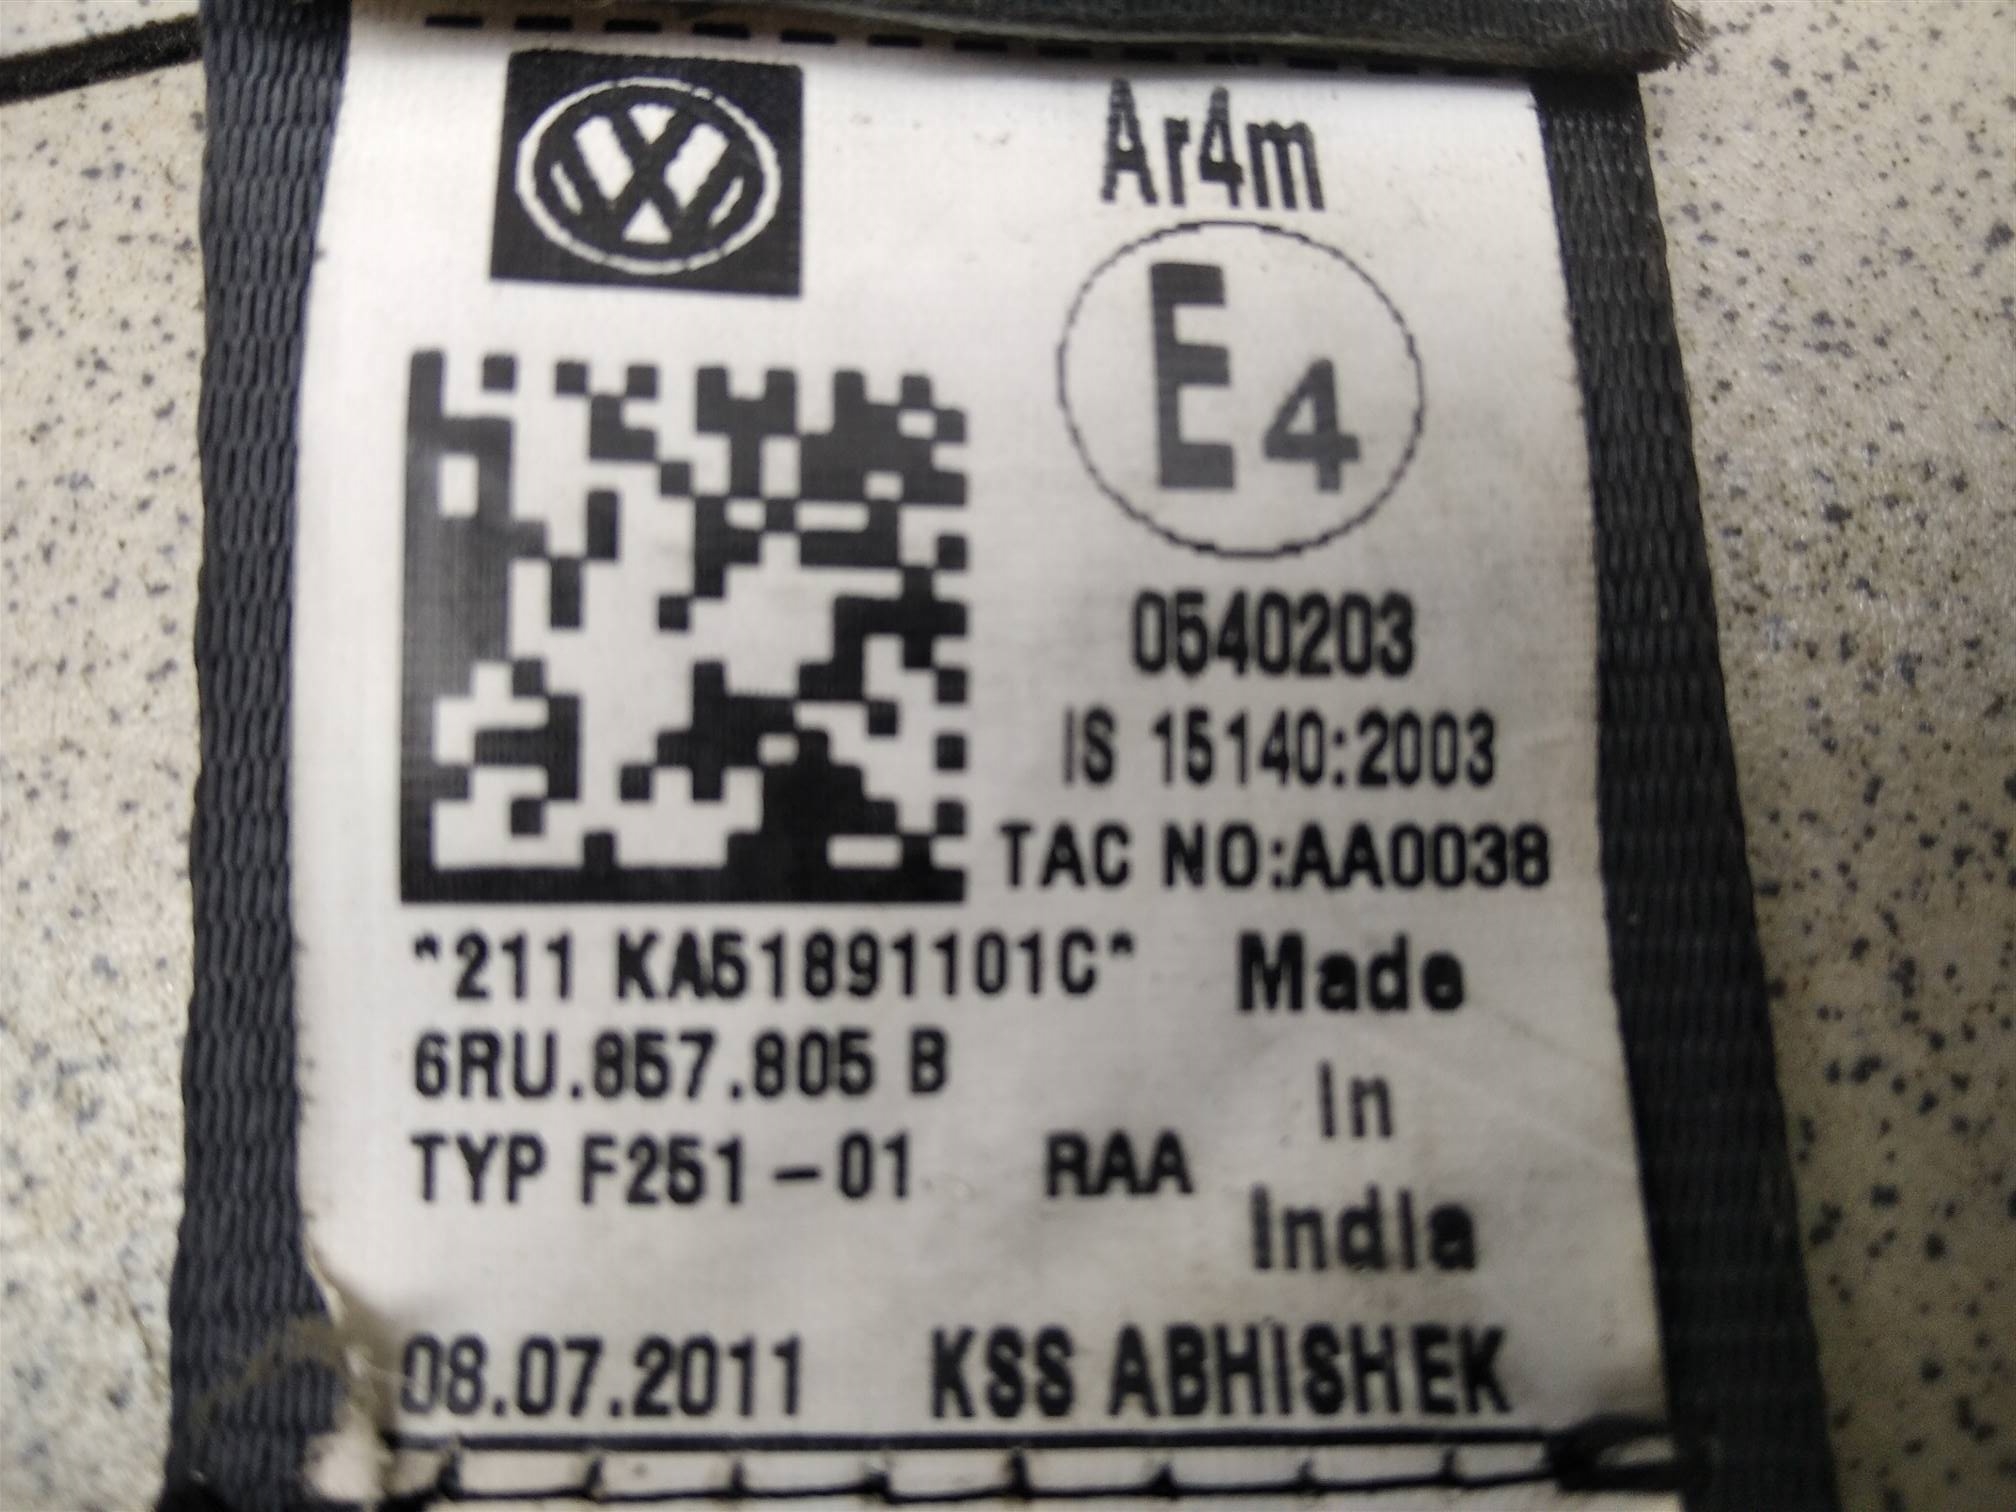 Ar4m
E4
0540203
IS 15140:2003
TAC NO:AA0038
*211 KA51891101C*
6RU.857.805 B
TYP F251-01 RAA
Made
In
India
08.07.2011 KSS ABHISHEK